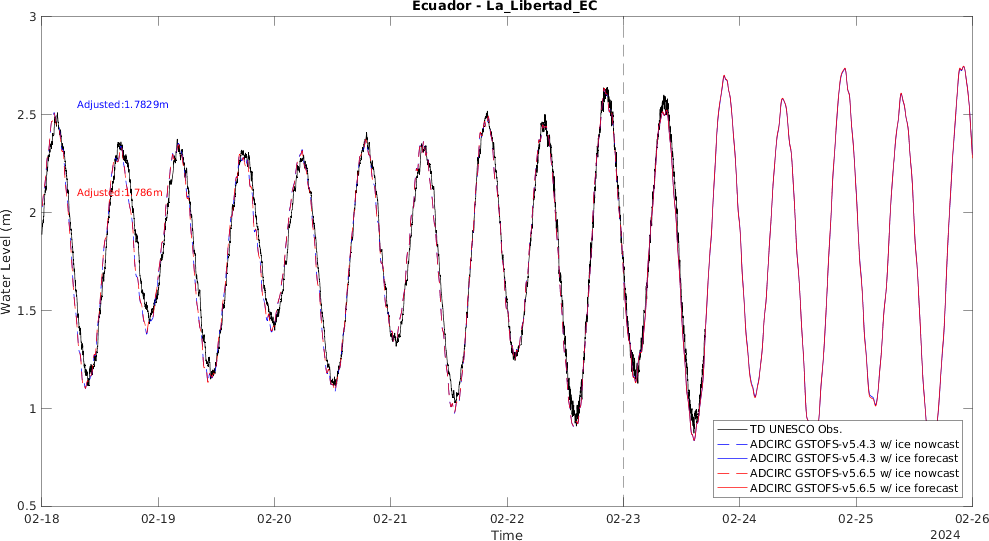 Ecuador - La_Libertad_EC
3
2.5
2
1.5
1
0.5
Water Level (m)
Adjusted:1.7829m
Adjusted:1.786m
TD UNESCO Obs.
ADCIRC GSTOFS-v5.4.3 w/ ice nowcast
ADCIRC GSTOFS-v5.4.3 w/ ice forecast
ADCIRC GSTOFS-v5.6.5 w/ ice nowcast
ADCIRC GSTOFS-v5.6.5 w/ ice forecast
02-18 02-19 02-20 02-21 02-22 02-23 02-24 02-25 02-26
Time
2024